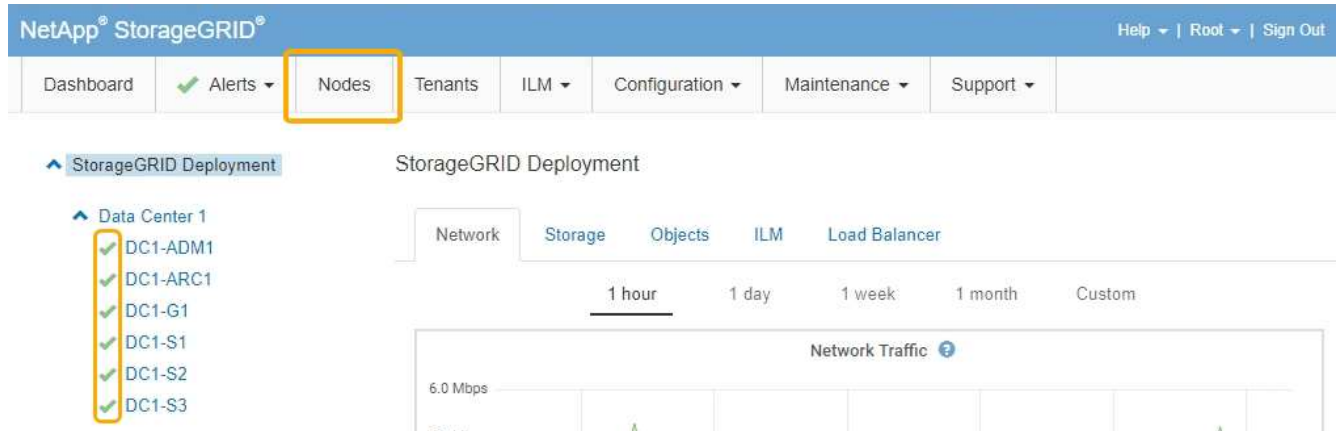 NetApp® StorageGRID®
Help | Root | Sign Out
Dashboard Alerts Nodes Tenants ILM Configuration Maintenance Support
StorageGRID Deployment
StorageGRID Deployment
Data Center 1
DC1-ADM1
DC1-ARC1
DC1-G1
DC1-S1
DC1-S2
DC1-S3
Network Storage Objects ILM Load Balancer
1 hour 1 day 1 week 1 month Custom
Network Traffic
6.0 Mbps